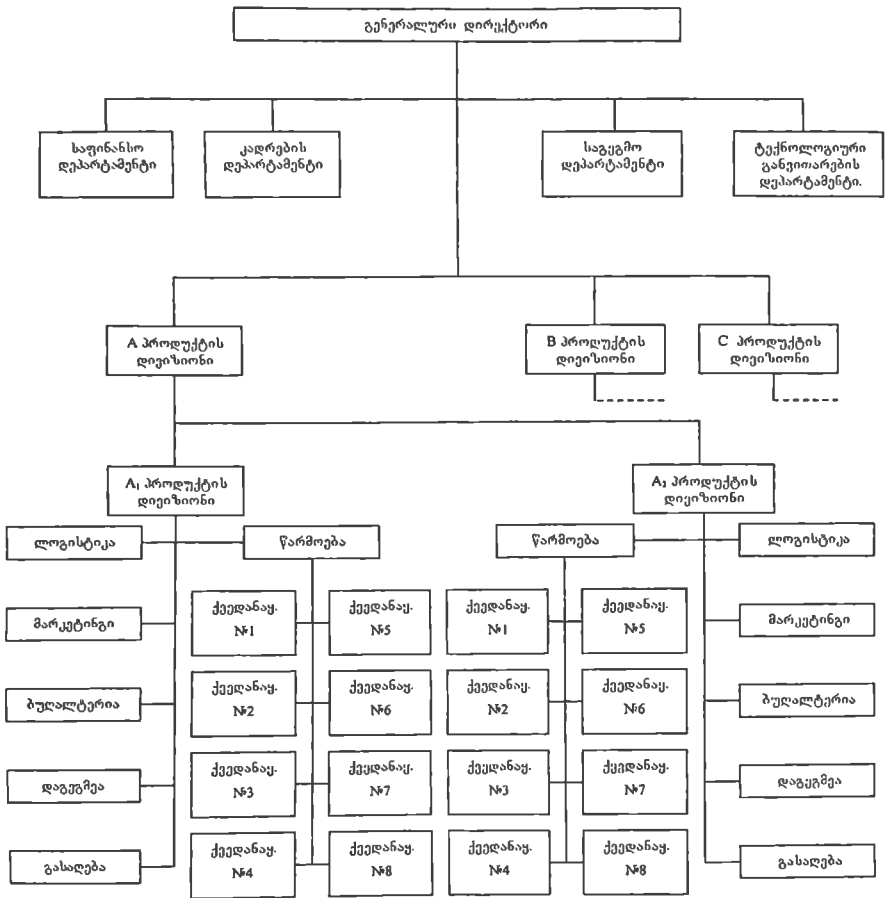 გენერალური დირექტორი
საფინანსო
დეპარტამენტი
კადრების
დეპარტამენტი
საგეგმო
დეპარტამენტი
ტექნოლოგიური
განვითარების
დეპარტამენტი.
A პროდუქტის
დივიზიონი
B პროდუქტის
დივიზიონი
C პროდუქტის
დივიზიონი
A₁ პროდუქტის
დივიზიონი
A₂ პროდუქტის
დივიზიონი
ლოგისტიკა
წარმოება
წარმოება
ლოგისტიკა
ქვედანაყ.
№1
ქვედანაყ.
№5
ქვედანაყ.
№1
ქვედანაყ.
№5
მარკეტინგი
მარკეტინგი
ქვედანაყ.
№2
ქვედანაყ.
№6
ქვედანაყ.
№2
ქვედანაყ.
№6
ბუღალტერია
ბუღალტერია
ქვედანაყ.
№3
ქვედანაყ.
№7
ქვედანაყ.
№3
ქვედანაყ.
№7
დაგეგმვა
დაგეგმვა
ქვედანაყ.
№4
ქვედანაყ.
№8
ქვედანაყ.
№4
ქვედანაყ.
№8
გასაღება
გასაღება